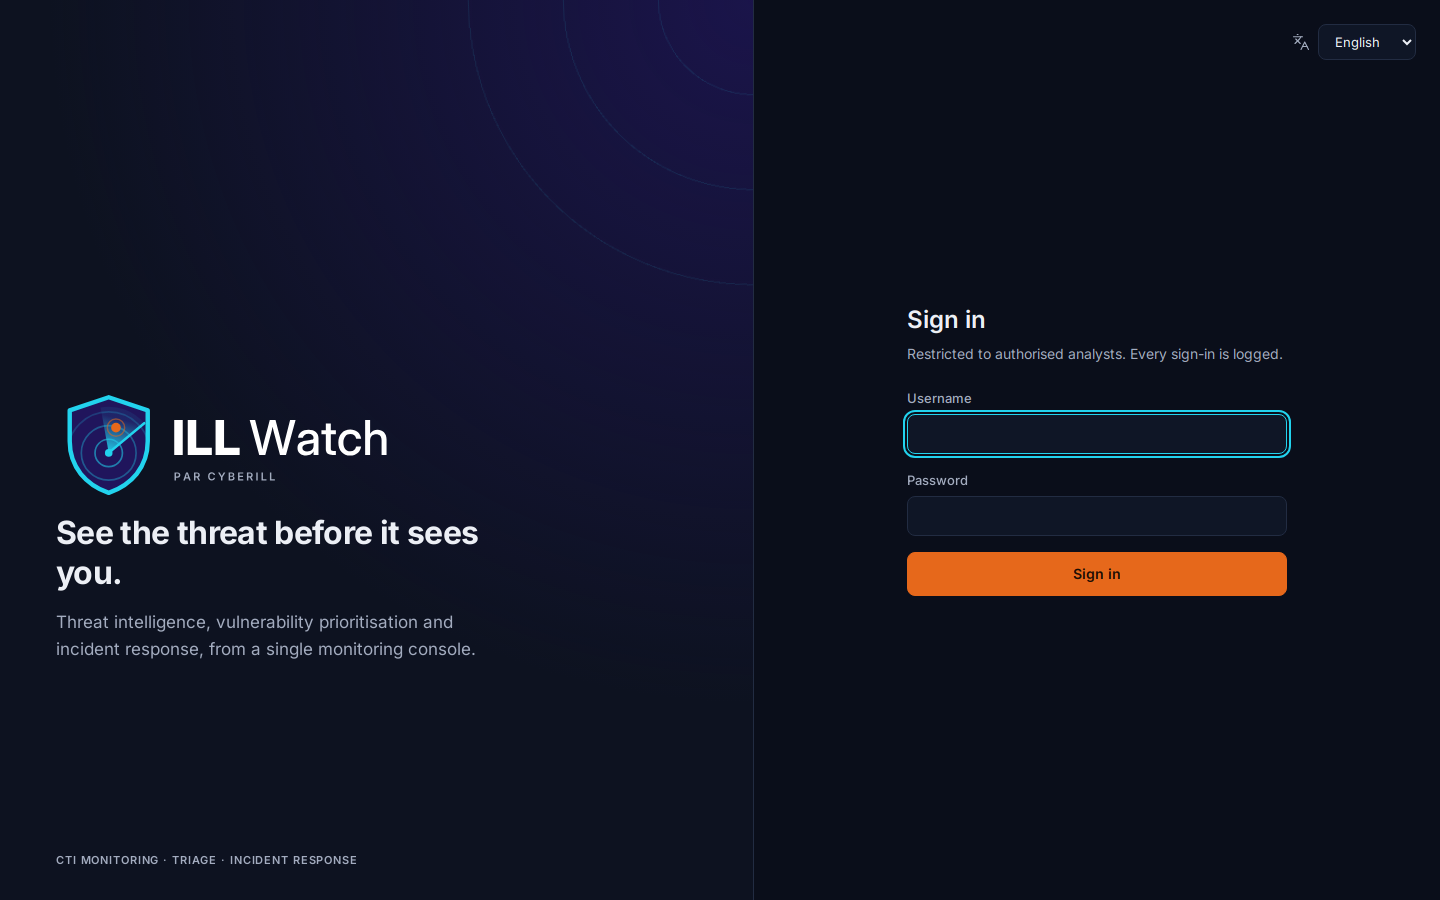 English
ILL Watch
PAR CYBERILL
See the threat before it sees
you.
Threat intelligence, vulnerability prioritisation and
incident response, from a single monitoring console.
CTI MONITORING · TRIAGE · INCIDENT RESPONSE
Sign in
Restricted to authorised analysts. Every sign-in is logged.
Username
Password
Sign in